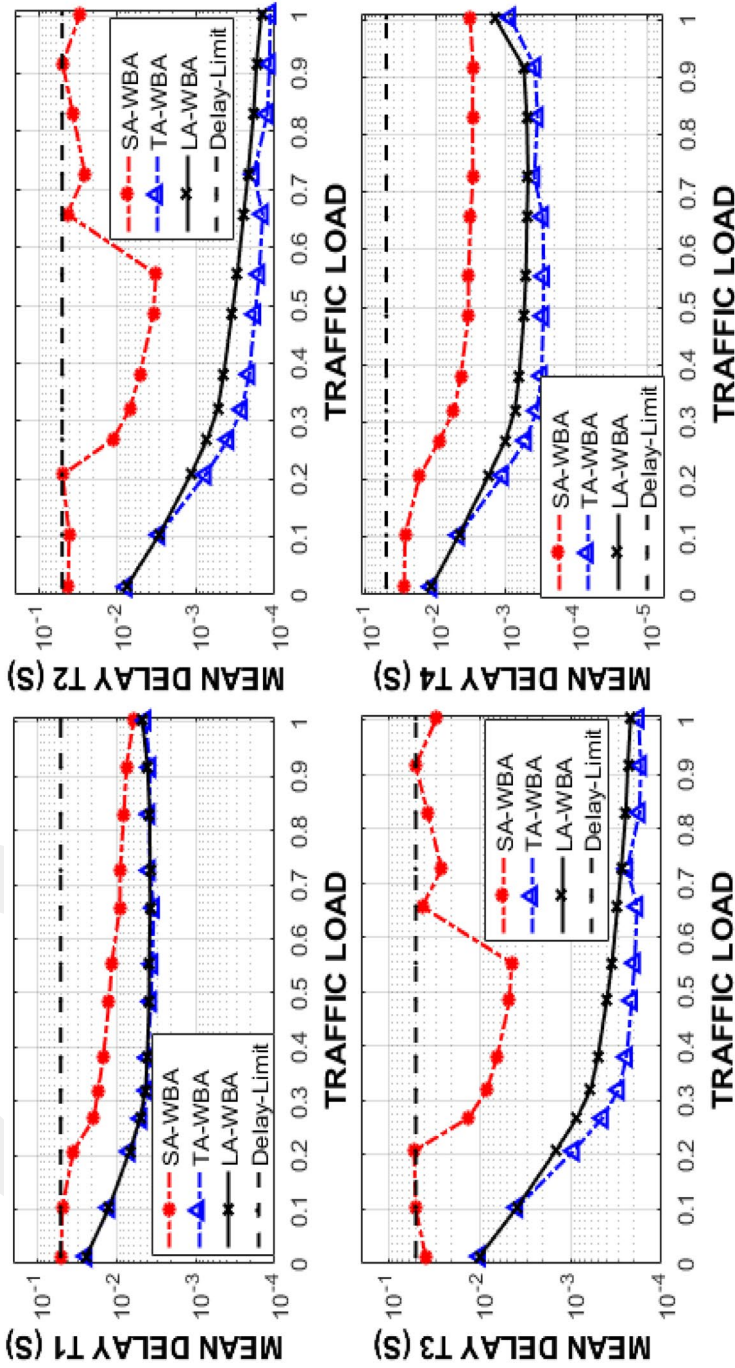 MEAN DELAY T1 (S)
10-1
10-2
10-3
10-4
SA-WBA
TA-WBA
LA-WBA
Delay-Limit
0 0.1 0.2 0.3 0.4 0.5 0.6 0.7 0.8 0.9 1
TRAFFIC LOAD
MEAN DELAY T2 (S)
10-1
10-2
10-3
10-4
SA-WBA
TA-WBA
LA-WBA
Delay-Limit
0 0.1 0.2 0.3 0.4 0.5 0.6 0.7 0.8 0.9 1
TRAFFIC LOAD
MEAN DELAY T3 (S)
10-1
10-2
10-3
10-4
SA-WBA
TA-WBA
LA-WBA
Delay-Limit
0 0.1 0.2 0.3 0.4 0.5 0.6 0.7 0.8 0.9 1
TRAFFIC LOAD
MEAN DELAY T4 (S)
10-1
10-2
10-3
10-4
10-5
SA-WBA
TA-WBA
LA-WBA
Delay-Limit
0 0.1 0.2 0.3 0.4 0.5 0.6 0.7 0.8 0.9 1
TRAFFIC LOAD